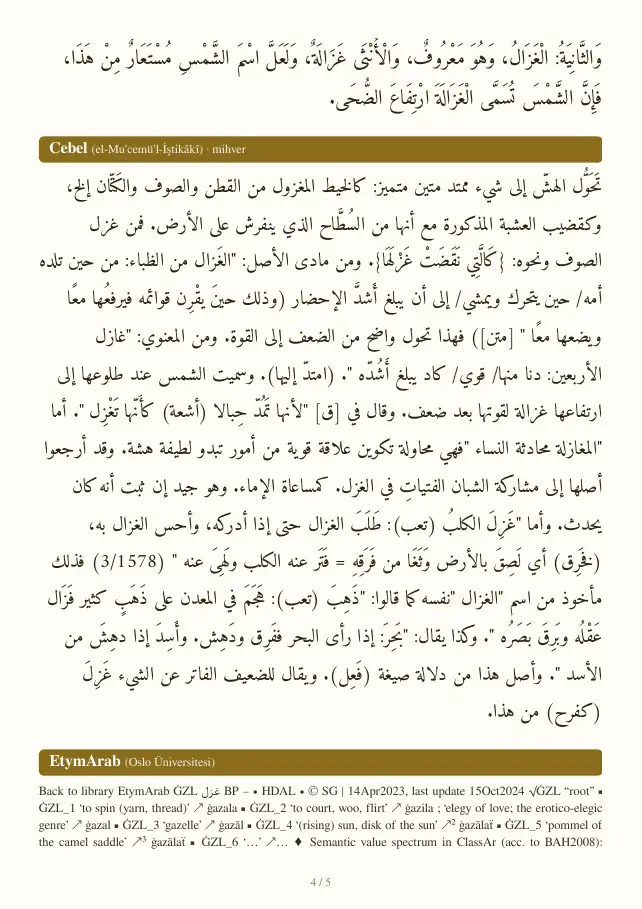 وَالثَّانِيَةُ: الْغَزَالُ، وَهُوَ مَعْرُوفٌ، وَالْأُنْثَى غَزَالَةٌ، وَلَعَلَّ اسْمَ الشَّمْسِ مُسْتَعَارٌ مِنْ هَذَا،
فَإِنَّ الشَّمْسَ تُسَمَّى الْغَزَالَةَ ارْتِفَاعَ الضُّحَى.
Cebel (el-Mu'cemü'l-İştikâkî) · mihver
تَحَوُّل الهشّ إلى شيء ممتد متين متميز: كالخيط المغزول من القطن والصوف والكَتّان إلخ،
وكقضيب العشبة المذكورة مع أنها من السُطَّاح الذي ينفرش على الأرض. فمن غزل
الصوف ونحوه: {كَالَّتِي نَقَضَتْ غَزْلَهَا}. ومن مادى الأصل: "الغَزال من الظباء: من حين تلده
أمه/ حين يتحرك ويمشي/ إلى أن يبلغ أَشدَّ الإحضار (وذلك حينَ يقْرِن قوائمه فيرفعُها معًا
ويضعها معًا " [متن]) فهذا تحول واضح من الضعف إلى القوة. ومن المعنوي: "غازل
الأربعين: دنا منها/ قوي/ كاد يبلغ أَشُدّه ". (امتدّ إليها). وسميت الشمس عند طلوعها إلى
ارتفاعها غزالة لقوتها بعد ضعف. وقال في [ق] "لأنها تَمُدّ حِبالا (أشعة) كأنّها تَغْزِل ". أما
"المغازلة محادثة النساء "فهي محاولة تكوين علاقة قوية من أمور تبدو لطيفة هشة. وقد أرجعوا
أصلها إلى مشاركة الشبان الفتياتِ في الغزل. كمساعاة الإماء. وهو جيد إن ثبت أنه كان
يحدث. وأما "غَزِلَ الكلبُ (تعب): طَلَبَ الغزال حتى إذا أدركه، وأحس الغزال به،
(خَرِق) أي لَصِقَ بالأرض وَثَغَا من فَرَقِهِ = فَتَر عنه الكلب ولَهِىَ عنه " (3/1578) فذلك
مأخوذ من اسم "الغزال "نفسه كما قالوا: "ذَهِبَ (تعب): هَجَمَ في المعدن على ذَهَبٍ كثير فَزَال
عَقْلُه وبَرِقَ بَصَرُه ". وكذا يقال: "بَحِرَ: إذا رأى البحر ففَرِق ودَهِش. وأَسِدَ إذا دهِشَ من
الأسد ". وأصل هذا من دلالة صيغة (فَعِل). ويقال للضعيف الفاتر عن الشيء غَزِلَ
(كفرح) من هذا.
EtymArab (Oslo Üniversitesi)
Back to library EtymArab ĠZL غزل BP – • HDAL • © SG | 14Apr2023, last update 15Oct2024 √ĠZL “root” ▪
ĠZL_1 ‘to spin (yarn, thread)’ ↗ ġazala ▪ ĠZL_2 ‘to court, woo, flirt’ ↗ ġazila ; ‘elegy of love; the erotico-elegic
genre’ ↗ ġazal ▪ ĠZL_3 ‘gazelle’ ↗ ġazāl ▪ ĠZL_4 ‘(rising) sun, disk of the sun’ ↗² ġazālaẗ ▪ ĠZL_5 ‘pommel of
the camel saddle’ ↗³ ġazālaẗ ▪ ĠZL_6 ‘…’ ↗… ♦ Semantic value spectrum in ClassAr (acc. to BAH2008):
4 / 5